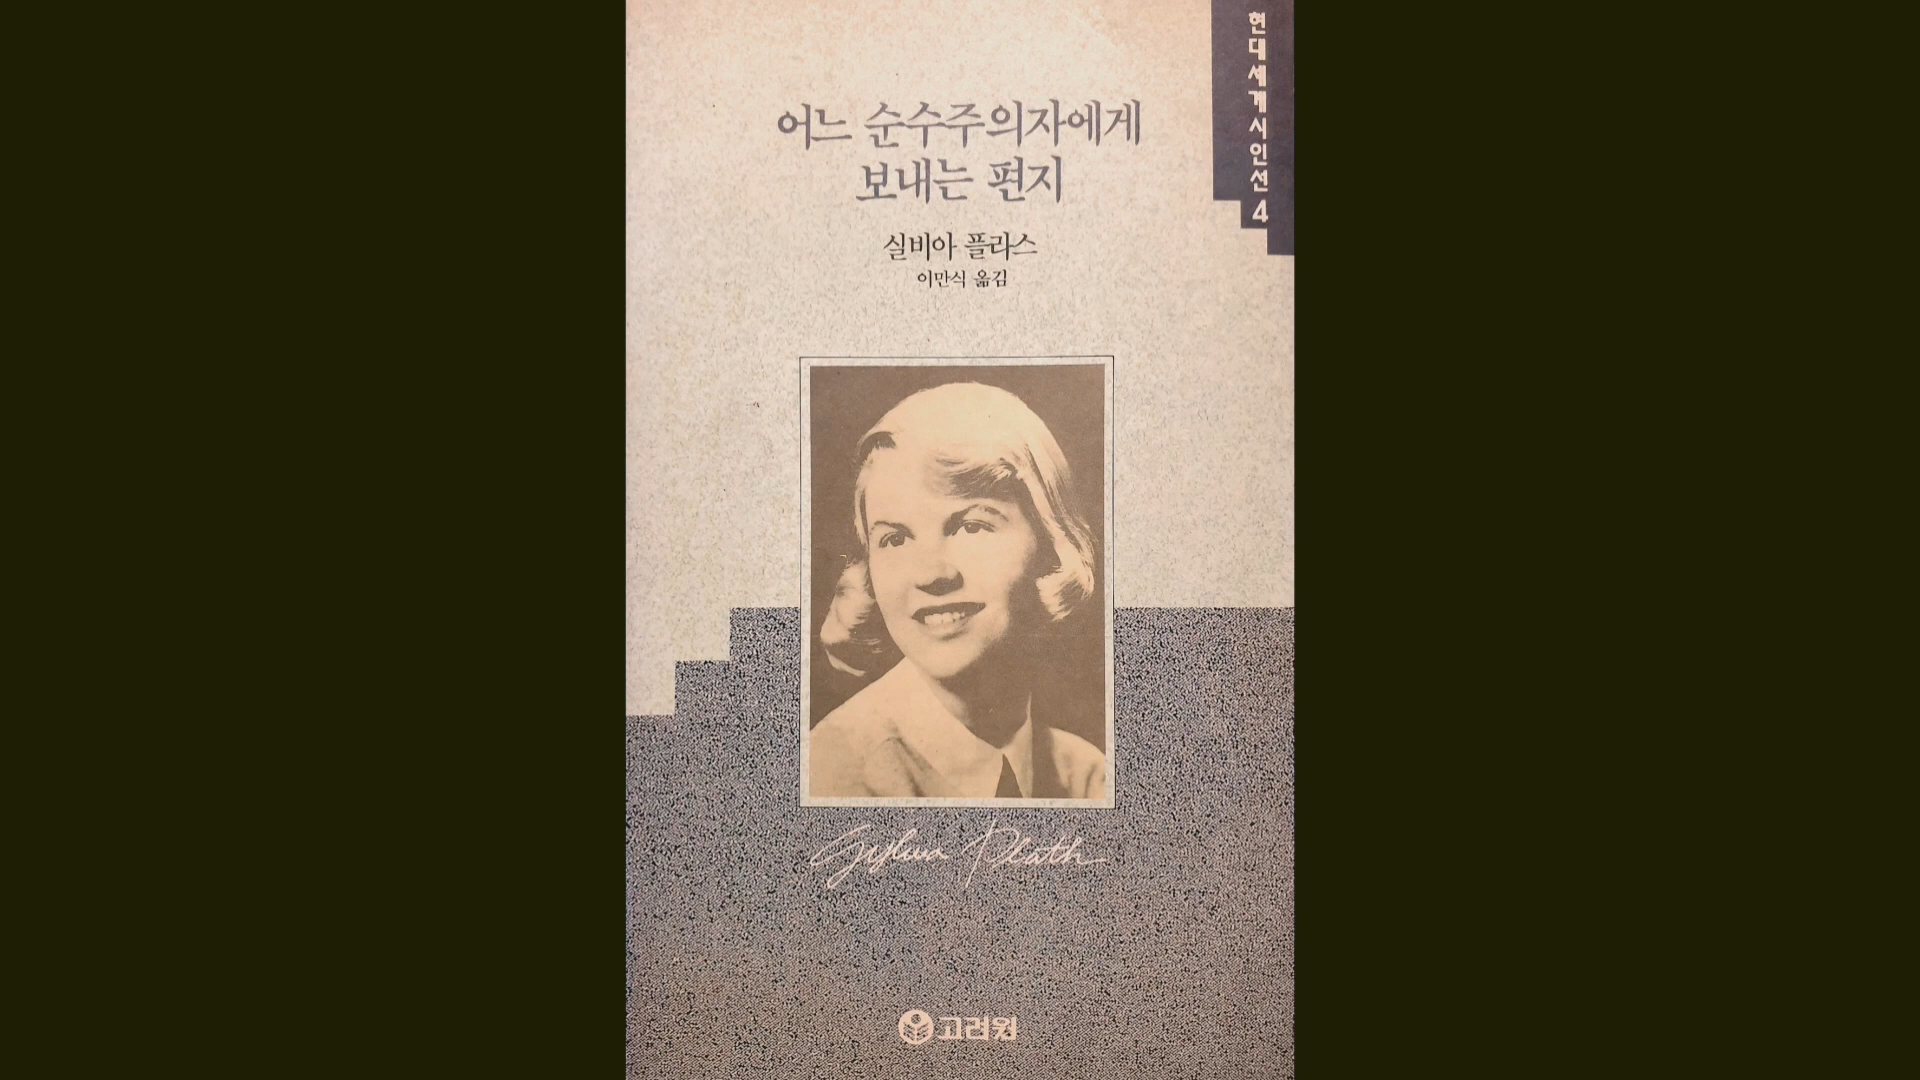 현대세계시인선 4
어느 순수주의자에게
보내는 편지
실비아 플라스
이만식 옮김
Sylvia Plath
고려원